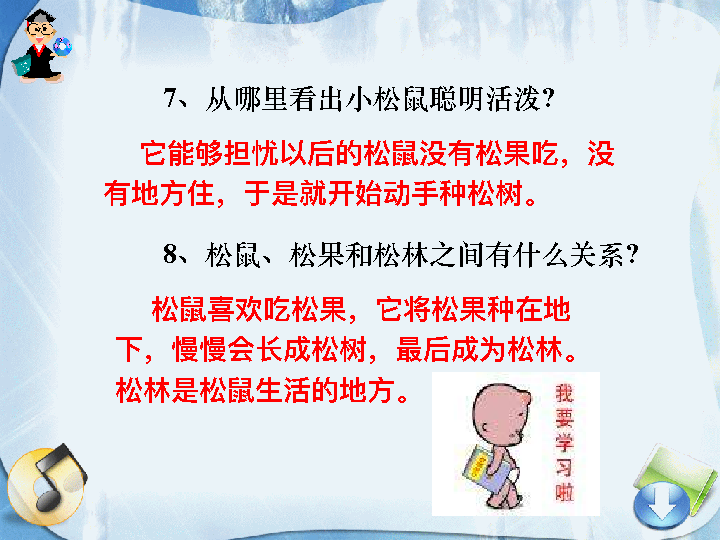 7、从哪里看出小松鼠聪明活泼?
它能够担忧以后的松鼠没有松果吃，没
有地方住，于是就开始动手种松树。
8、松鼠、松果和松林之间有什么关系?
松鼠喜欢吃松果，它将松果种在地
下，慢慢会长成松树，最后成为松林。
松林是松鼠生活的地方。
我
要
学
习
啦